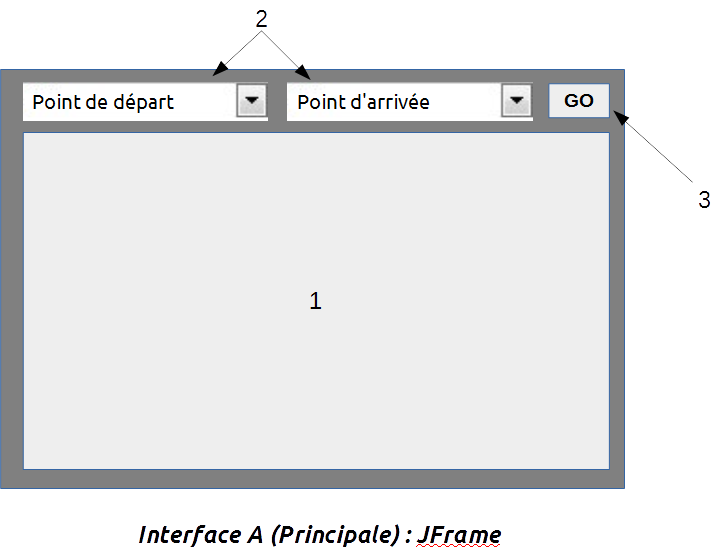 2
Point de départ Point d'arrivée GO
3
1
Interface A (Principale) : JFrame